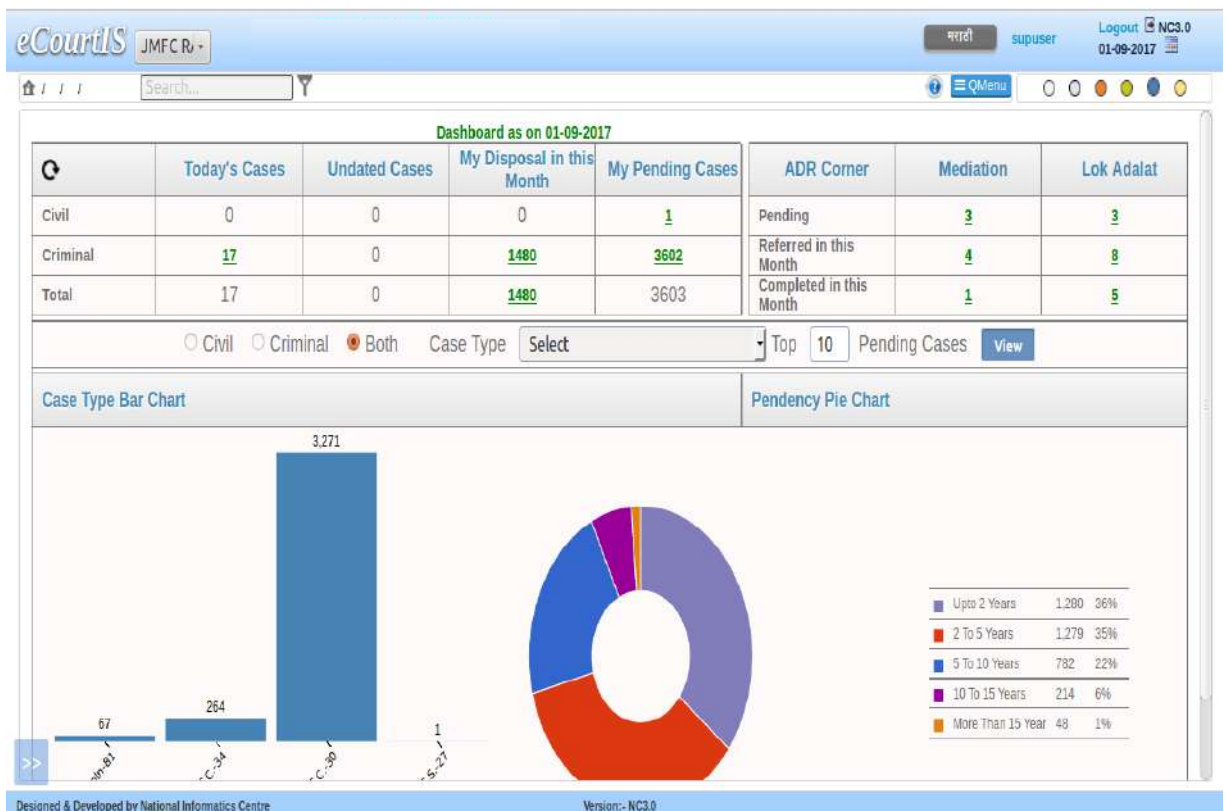 eCourtIS JMFC Ra मराठी supuser Logout NC3.0
01-09-2017
/ / / Search... QMenu
Dashboard as on 01-09-2017
Today's Cases Undated Cases My Disposal in this Month My Pending Cases ADR Corner Mediation Lok Adalat
Civil 0 0 0 1 Pending 3 3
Criminal 17 0 1480 3602 Referred in this Month 4 8
Total 17 0 1480 3603 Completed in this Month 1 5
Civil Criminal Both Case Type Select Top 10 Pending Cases View
Case Type Bar Chart Pendency Pie Chart
3,271
Upto 2 Years 1,280 36%
2 To 5 Years 1,279 35%
5 To 10 Years 782 22%
10 To 15 Years 214 6%
More Than 15 Year 48 1%
67 264 1
>> in-81 C.-34 C.-30 S.-27
Designed & Developed by National Informatics Centre Version:- NC3.0